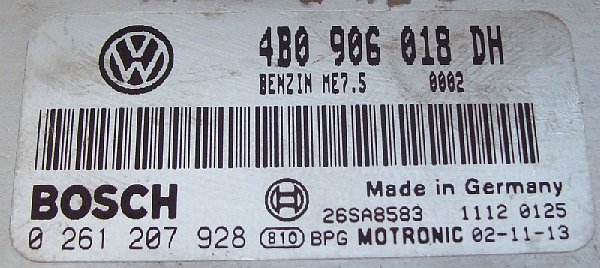 4B0 906 018 DH
BENZIN ME7.5 0002
Made in Germany
BOSCH
26SA8583 1112 0125
0 261 207 928 810 BPG MOTRONIC 02-11-13